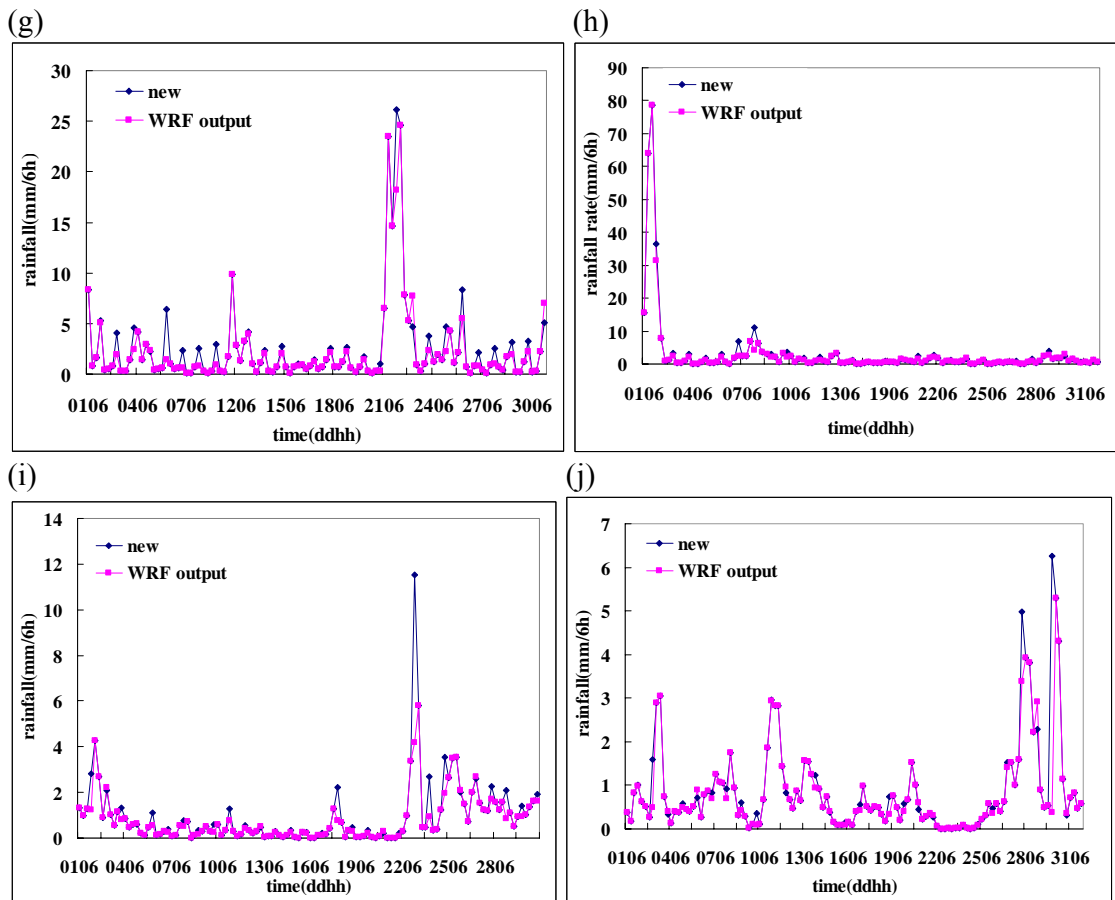 (g)
30
25
20
15
10
5
0
rainfall(mm/6h)
new
WRF output
0106 0406 0706 1206 1506 1806 2106 2406 2706 3006
time(ddhh)
(h)
90
80
70
60
50
40
30
20
10
0
rainfall rate(mm/6h)
new
WRF output
0106 0406 0706 1006 1306 1906 2206 2506 2806 3106
time(ddhh)
(i)
14
12
10
8
6
4
2
0
rainfall(mm/6h)
new
WRF output
0106 0406 0706 1006 1306 1606 1906 2206 2506 2806
time(ddhh)
(j)
7
6
5
4
3
2
1
0
rainfall(mm/6h)
new
WRF output
0106 0406 0706 1006 1306 1606 1906 2206 2506 2806 3106
time(ddhh)